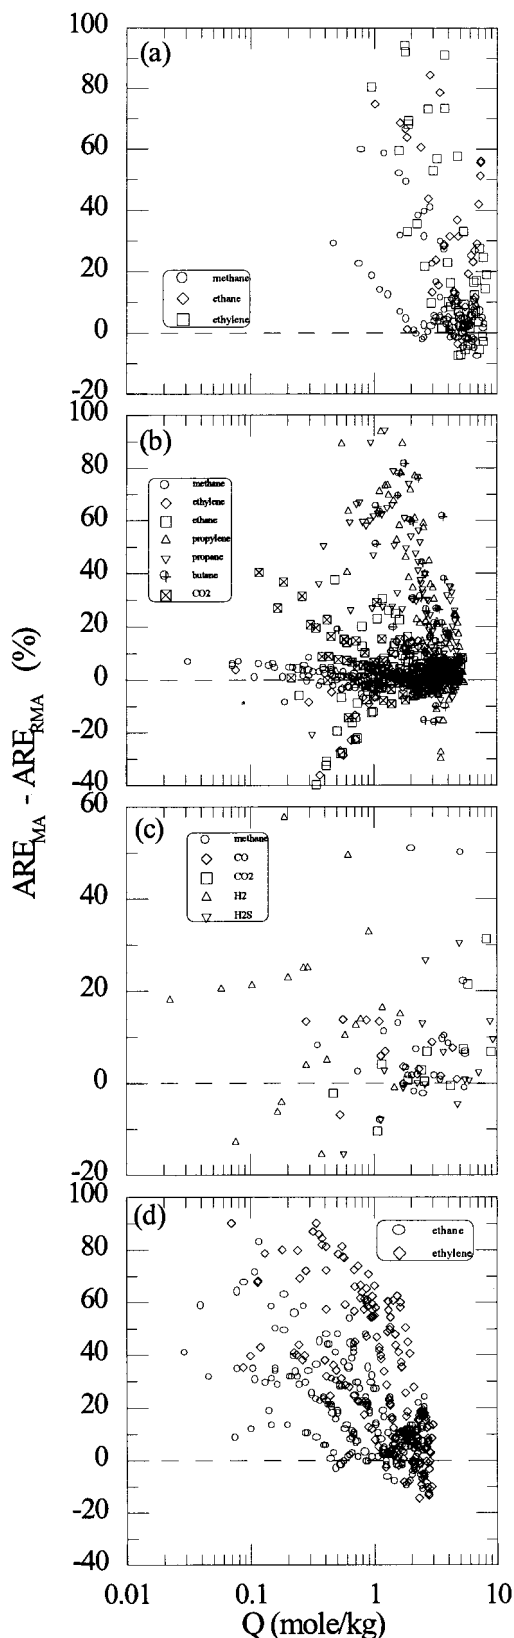 ARE_MA - ARE_RMA (%)
(a)
100
80
60
40
20
0
-20
methane
ethane
ethylene
(b)
100
80
60
40
20
0
-20
-40
methane
ethylene
ethane
propylene
propane
butane
CO2
(c)
60
40
20
0
-20
methane
CO
CO2
H2
H2S
(d)
100
80
60
40
20
0
-20
-40
ethane
ethylene
0.01 0.1 1 10
Q (mole/kg)